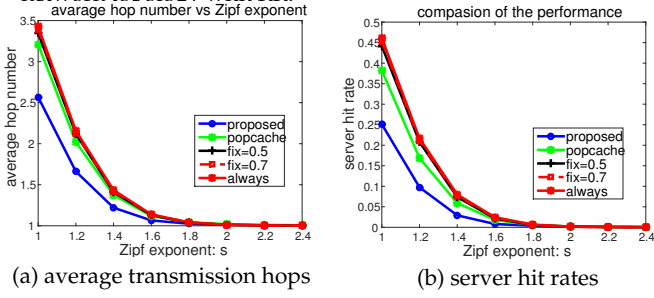 avarage hop number vs Zipf exponent
3.5
3
2.5
2
1.5
1
average hop number
proposed
popcache
fix=0.5
fix=0.7
always
1 1.2 1.4 1.6 1.8 2 2.2 2.4
Zipf exponent: s
(a) average transmission hops
compasion of the performance
0.5
0.45
0.4
0.35
0.3
0.25
0.2
0.15
0.1
0.05
0
server hit rate
proposed
popcache
fix=0.5
fix=0.7
always
1 1.2 1.4 1.6 1.8 2 2.2 2.4
Zipf exponent: s
(b) server hit rates